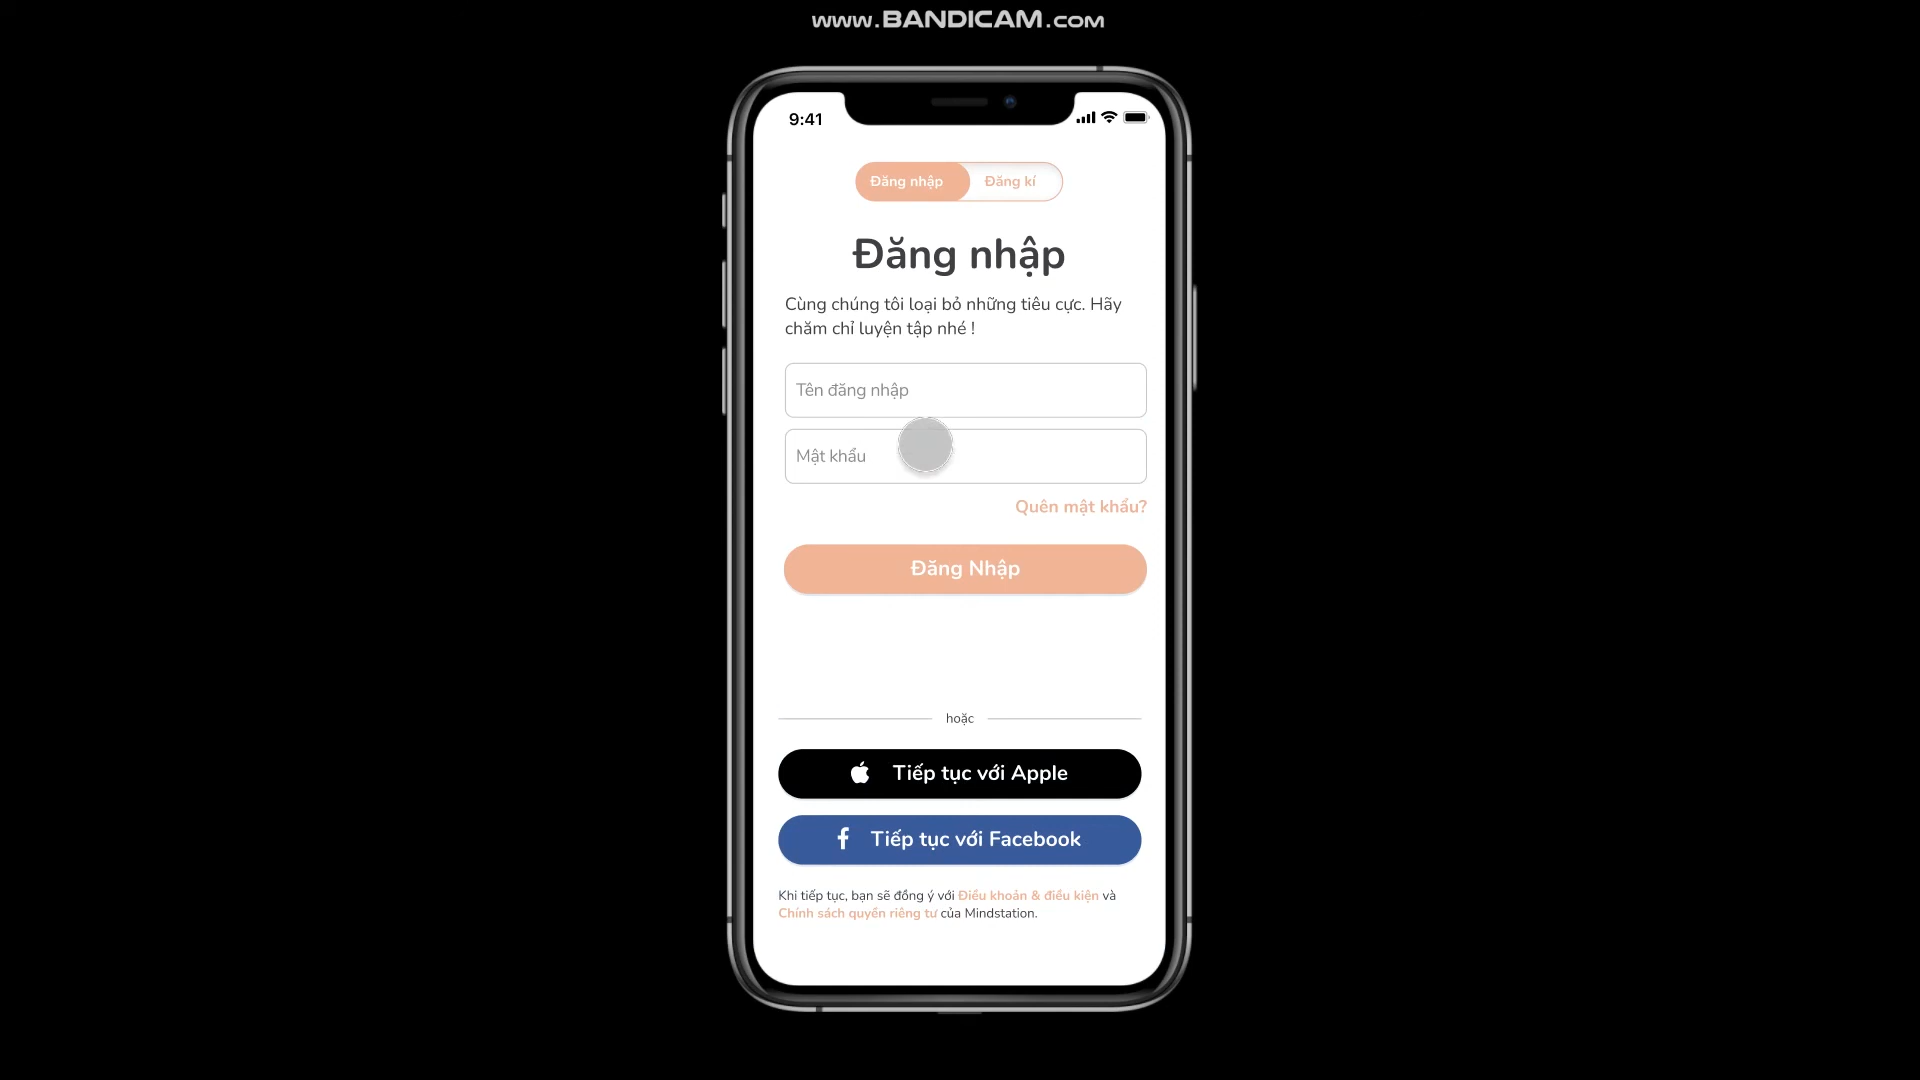 www.BANDICAM.com
9:41
Đăng nhập
Đăng kí
Đăng nhập
Cùng chúng tôi loại bỏ những tiêu cực. Hãy
chăm chỉ luyện tập nhé !
Tên đăng nhập
Mật khẩu
Quên mật khẩu?
Đăng Nhập
hoặc
Tiếp tục với Apple
Tiếp tục với Facebook
Khi tiếp tục, bạn sẽ đồng ý với Điều khoản & điều kiện và
Chính sách quyền riêng tư của Mindstation.